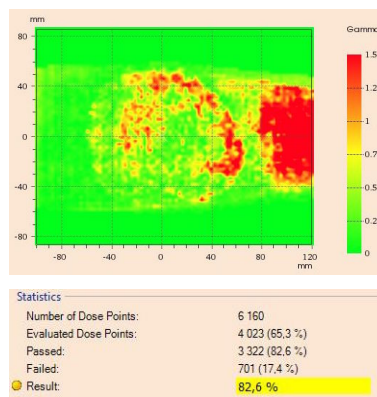 mm
Gamma
80
40
0
-40
-80
-80 -40 0 40 80 120
mm
1.5
1.2
1
0.7
0.5
0.2
0
Statistics
Number of Dose Points: 6 160
Evaluated Dose Points: 4 023 (65,3 %)
Passed: 3 322 (82,6 %)
Failed: 701 (17.4 %)
Result: 82,6 %